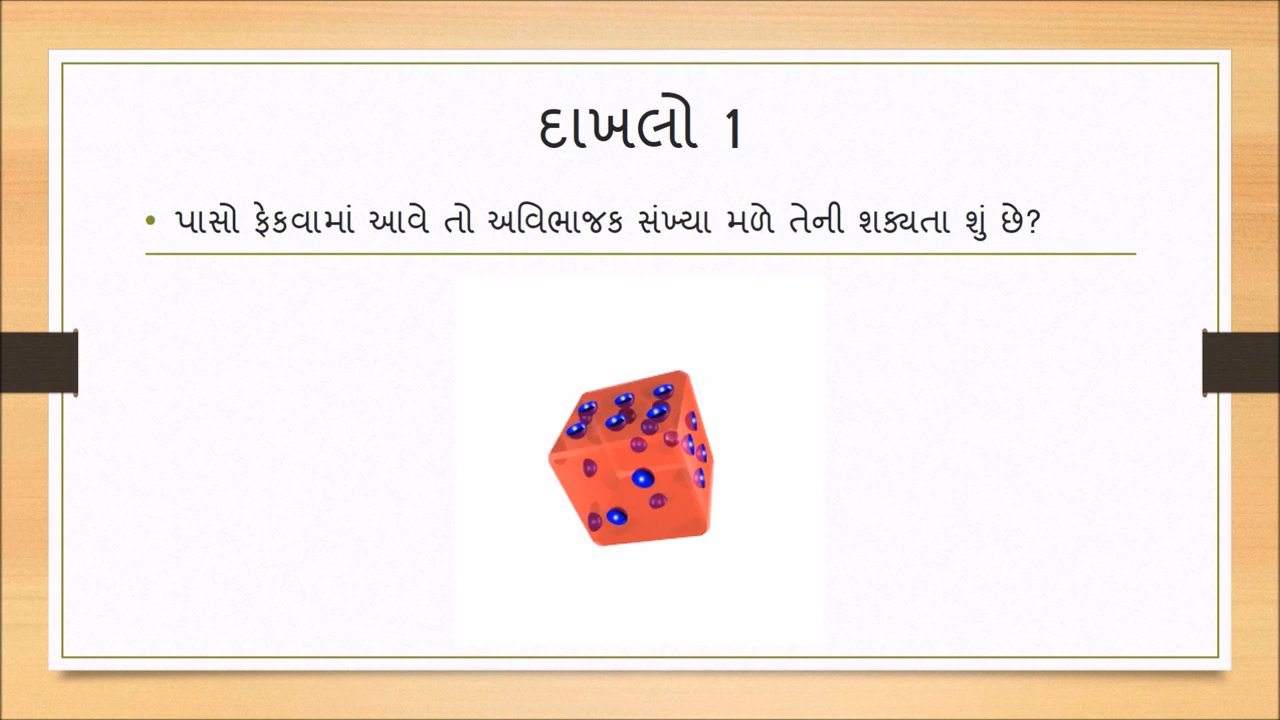 દાખલો 1
પાસો ફેકવામાં આવે તો અવિભાજક સંખ્યા મળે તેની શક્યતા શું છે?